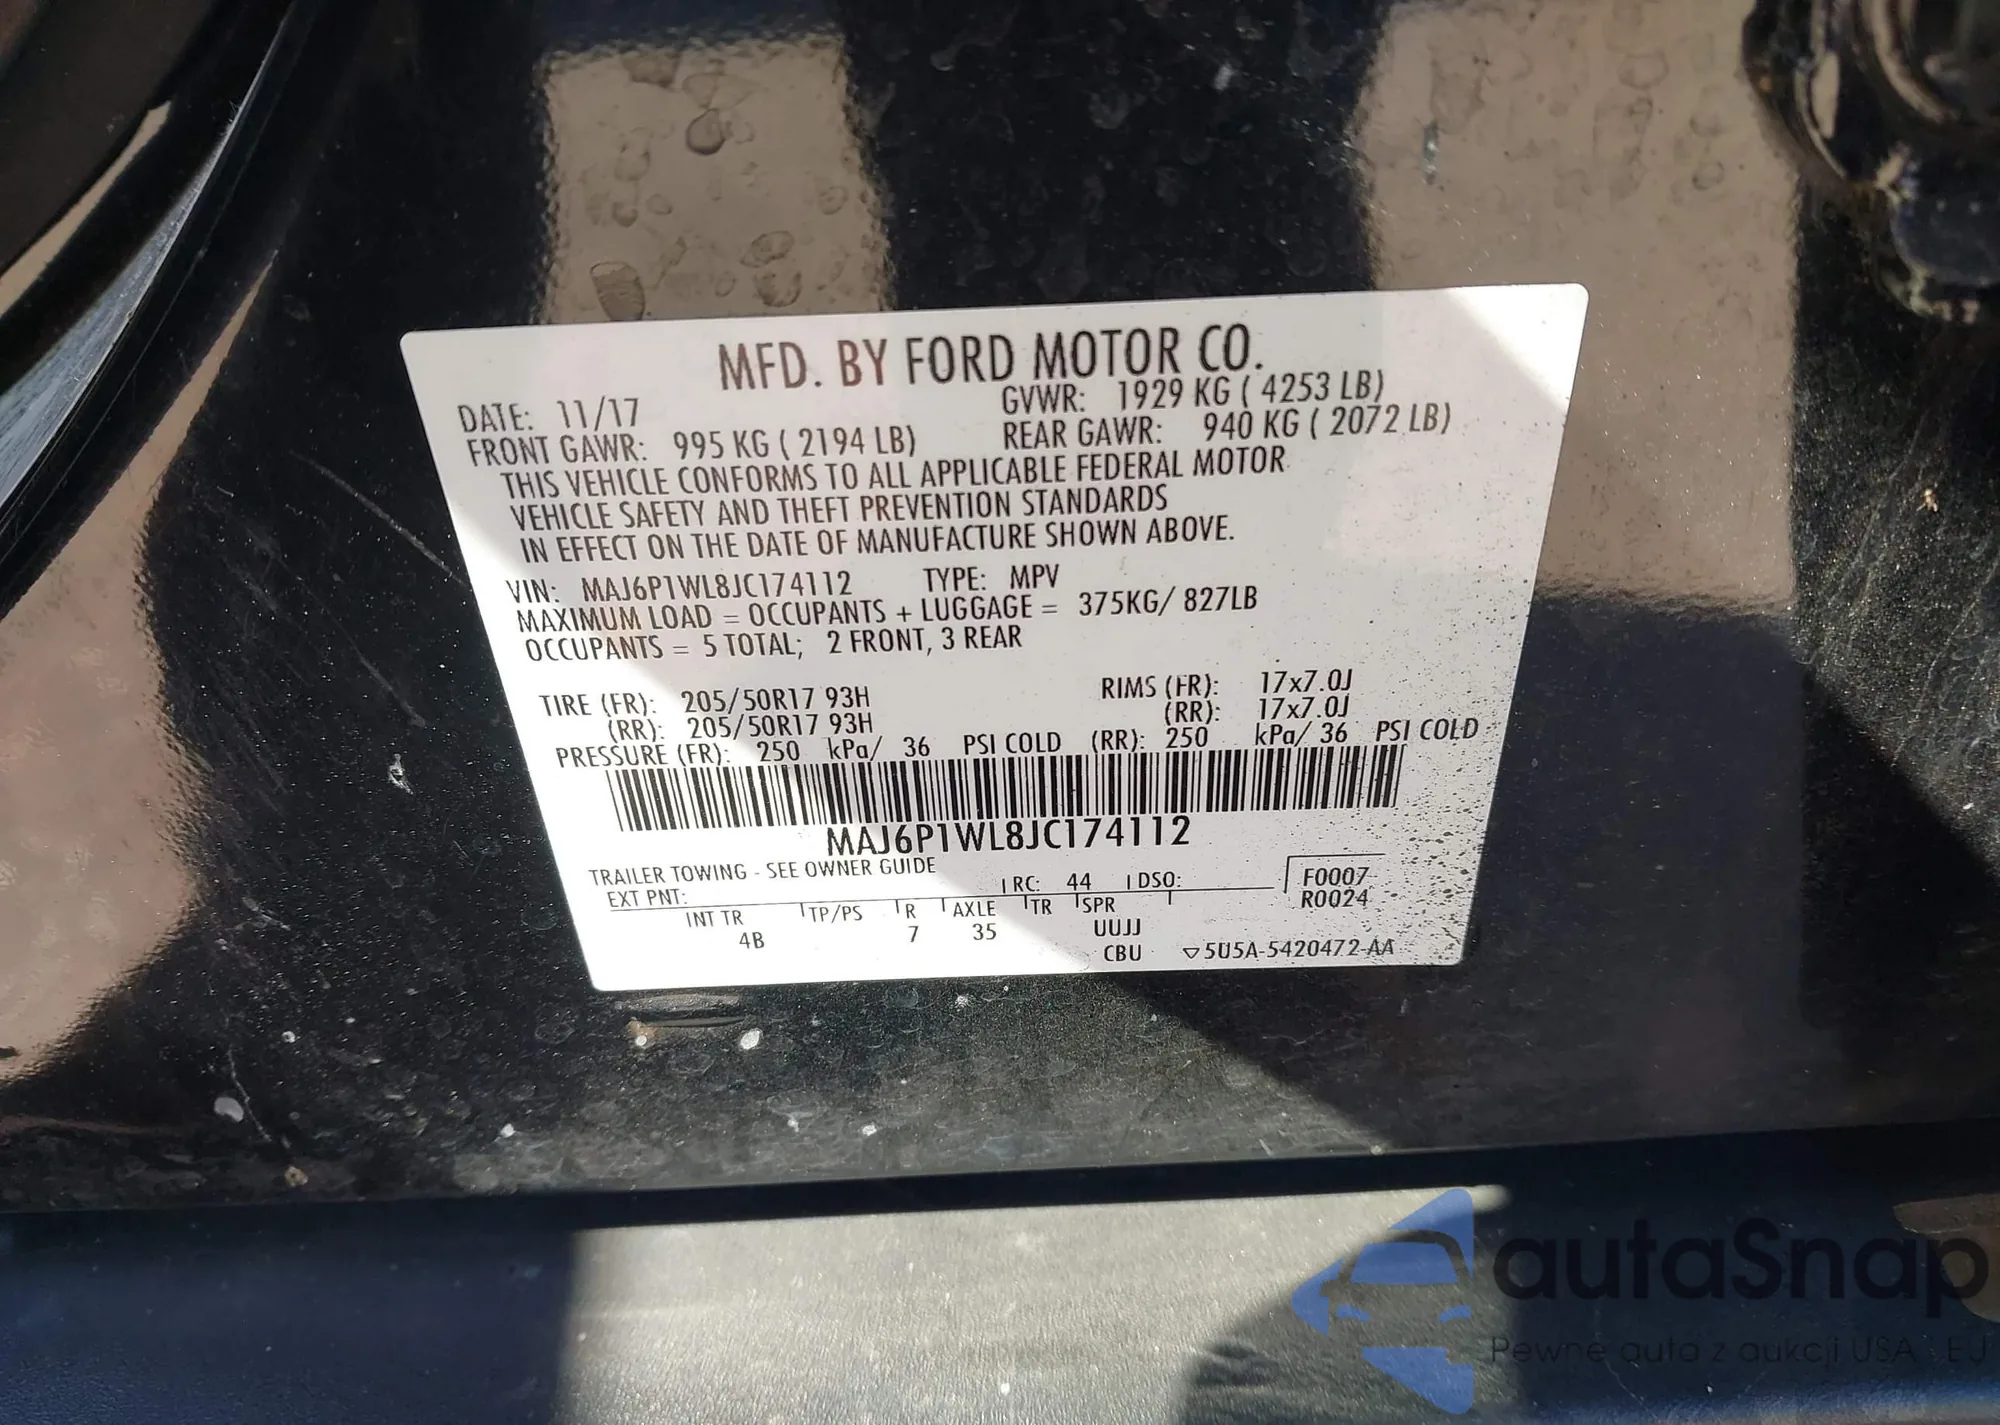 MFD. BY FORD MOTOR CO.
DATE: 11/17 GVWR: 1929 KG ( 4253 LB)
FRONT GAWR: 995 KG ( 2194 LB) REAR GAWR: 940 KG ( 2072 LB)
THIS VEHICLE CONFORMS TO ALL APPLICABLE FEDERAL MOTOR
VEHICLE SAFETY AND THEFT PREVENTION STANDARDS
IN EFFECT ON THE DATE OF MANUFACTURE SHOWN ABOVE.
VIN: MAJ6P1WL8JC174112 TYPE: MPV
MAXIMUM LOAD = OCCUPANTS + LUGGAGE = 375KG/ 827LB
OCCUPANTS = 5 TOTAL; 2 FRONT, 3 REAR
TIRE (FR): 205/50R17 93H RIMS (FR): 17x7.0J
(RR): 205/50R17 93H (RR): 17x7.0J
PRESSURE (FR): 250 kPa/ 36 PSI COLD (RR): 250 kPa/ 36 PSI COLD
MAJ6P1WL8JC174112
TRAILER TOWING - SEE OWNER GUIDE
EXT PNT: RC: 44 DSO: F0007
R0024
INT TR TP/PS R AXLE TR SPR
4B 7 35 UUJJ
CBU ▽5U5A-5420472-AA
autaSnap
Pewne auta z aukcji USA i EU